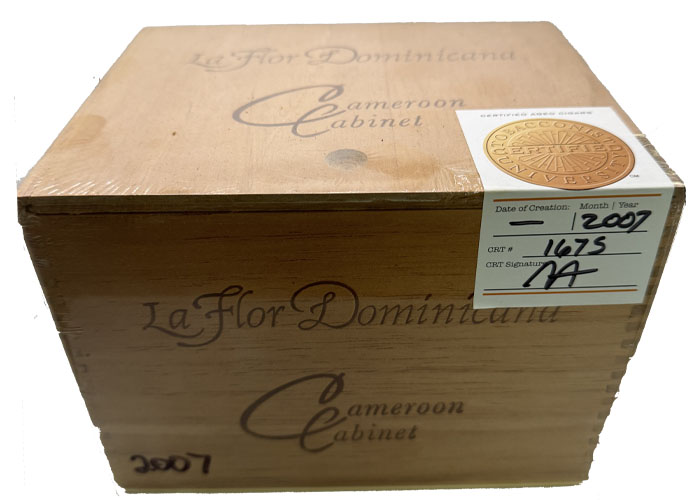 La Flor Dominicana
Cameroon
Cabinet
CERTIFIED AGED CIGARS
TOBACCONIST UNIVERSITY
CERTIFIED
Date of Creation: Month | Year
— | 2007
CRT # 1675
CRT Signature
La Flor Dominicana
Cameroon
Cabinet
2007